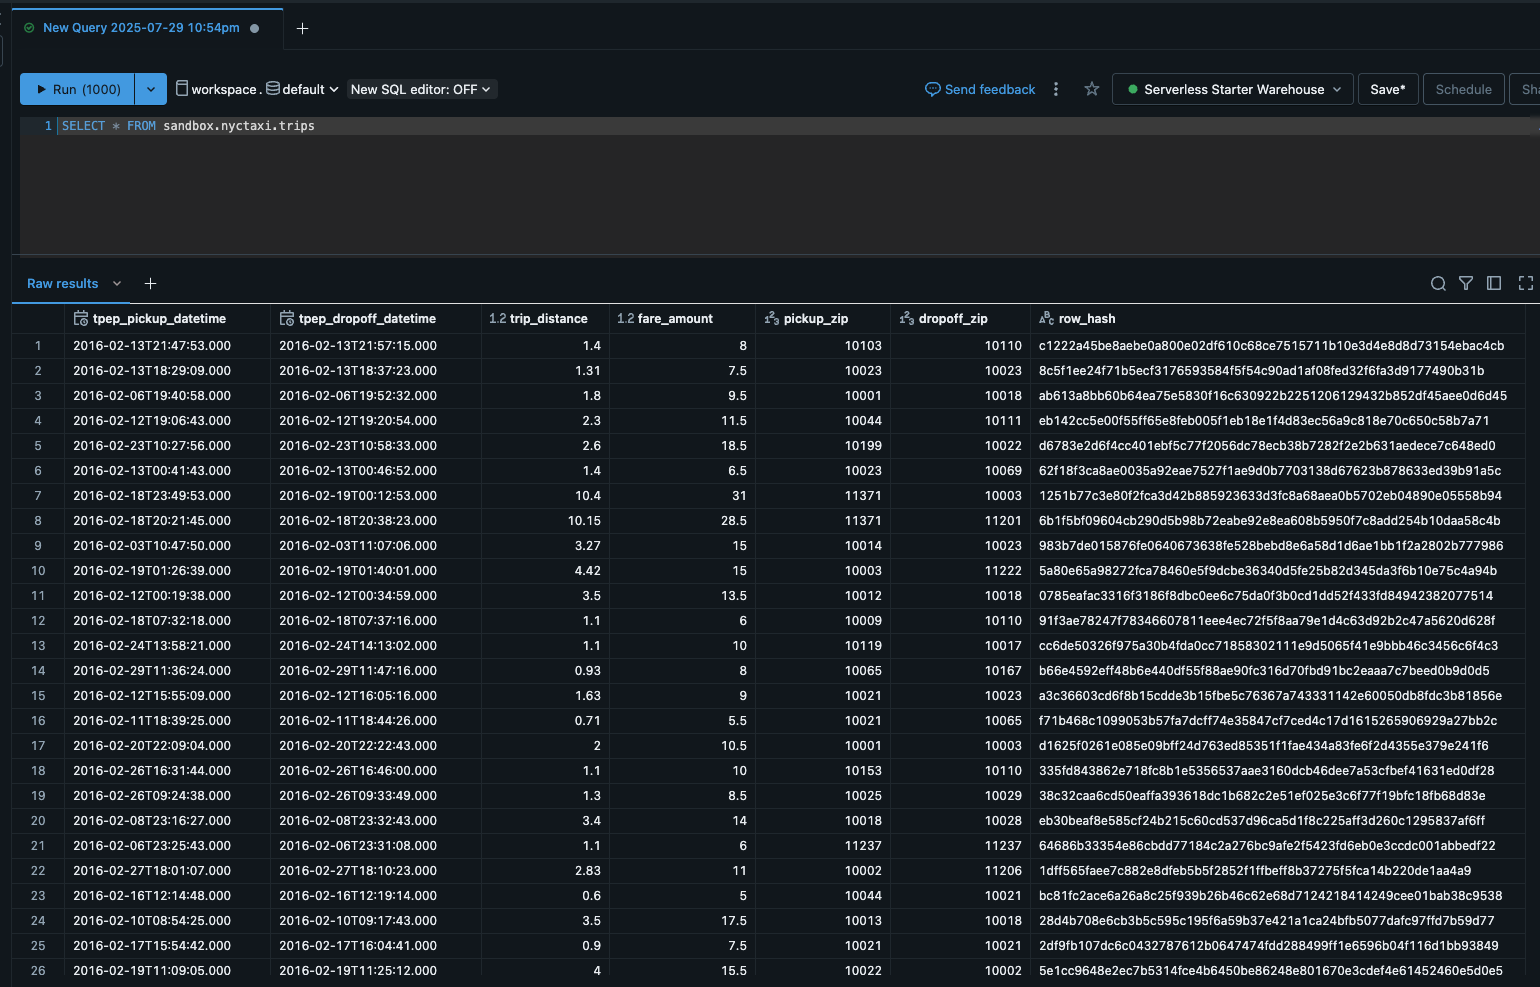 New Query 2025-07-29 10:54pm
Run (1000) workspace . default New SQL editor: OFF Send feedback Serverless Starter Warehouse Save* Schedule Sha
1 SELECT * FROM sandbox.nyctaxi.trips
Raw results
tpep_pickup_datetime tpep_dropoff_datetime 1.2 trip_distance 1.2 fare_amount 123 pickup_zip 123 dropoff_zip ABC row_hash
1 2016-02-13T21:47:53.000 2016-02-13T21:57:15.000 1.4 8 10103 10110 c1222a45be8aebe0a800e02df610c68ce7515711b10e3d4e8d8d73154ebac4cb
2 2016-02-13T18:29:09.000 2016-02-13T18:37:23.000 1.31 7.5 10023 10023 8c5f1ee24f71b5ecf3176593584f5f54c90ad1af08fed32f6fa3d9177490b31b
3 2016-02-06T19:40:58.000 2016-02-06T19:52:32.000 1.8 9.5 10001 10018 ab613a8bb60b64ea75e5830f16c630922b2251206129432b852df45aee0d6d45
4 2016-02-12T19:06:43.000 2016-02-12T19:20:54.000 2.3 11.5 10044 10111 eb142cc5e00f55ff65e8feb005f1eb18e1f4d83ec56a9c818e70c650c58b7a71
5 2016-02-23T10:27:56.000 2016-02-23T10:58:33.000 2.6 18.5 10199 10022 d6783e2d6f4cc401ebf5c77f2056dc78ecb38b7282f2e2b631aedece7c648ed0
6 2016-02-13T00:41:43.000 2016-02-13T00:46:52.000 1.4 6.5 10023 10069 62f18f3ca8ae0035a92eae7527f1ae9d0b7703138d67623b878633ed39b91a5c
7 2016-02-18T23:49:53.000 2016-02-19T00:12:53.000 10.4 31 11371 10003 1251b77c3e80f2fca3d42b885923633d3fc8a68aea0b5702eb04890e05558b94
8 2016-02-18T20:21:45.000 2016-02-18T20:38:23.000 10.15 28.5 11371 11201 6b1f5bf09604cb290d5b98b72eabe92e8ea608b5950f7c8add254b10daa58c4b
9 2016-02-03T10:47:50.000 2016-02-03T11:07:06.000 3.27 15 10014 10023 983b7de015876fe0640673638fe528bebd8e6a58d1d6ae1bb1f2a2802b777986
10 2016-02-19T01:26:39.000 2016-02-19T01:40:01.000 4.42 15 10003 11222 5a80e65a98272fca78460e5f9dcbe36340d5fe25b82d345da3f6b10e75c4a94b
11 2016-02-12T00:19:38.000 2016-02-12T00:34:59.000 3.5 13.5 10012 10018 0785eafac3316f3186f8dbc0ee6c75da0f3b0cd1dd52f433fd84942382077514
12 2016-02-18T07:32:18.000 2016-02-18T07:37:16.000 1.1 6 10009 10110 91f3ae78247f78346607811eee4ec72f5f8aa79e1d4c63d92b2c47a5620d628f
13 2016-02-24T13:58:21.000 2016-02-24T14:13:02.000 1.1 10 10119 10017 cc6de50326f975a30b4fda0cc71858302111e9d5065f41e9bbb46c3456c6f4c3
14 2016-02-29T11:36:24.000 2016-02-29T11:47:16.000 0.93 8 10065 10167 b66e4592eff48b6e440df55f88ae90fc316d70fbd91bc2eaaa7c7beed0b9d0d5
15 2016-02-12T15:55:09.000 2016-02-12T16:05:16.000 1.63 9 10021 10023 a3c36603cd6f8b15cdde3b15fbe5c76367a743331142e60050db8fdc3b81856e
16 2016-02-11T18:39:25.000 2016-02-11T18:44:26.000 0.71 5.5 10021 10065 f71b468c1099053b57fa7dcff74e35847cf7ced4c17d1615265906929a27bb2c
17 2016-02-20T22:09:04.000 2016-02-20T22:22:43.000 2 10.5 10001 10003 d1625f0261e085e09bff24d763ed85351f1fae434a83fe6f2d4355e379e241f6
18 2016-02-26T16:31:44.000 2016-02-26T16:46:00.000 1.1 10 10153 10110 335fd843862e718fc8b1e5356537aae3160dcb46dee7a53cfbef41631ed0df28
19 2016-02-26T09:24:38.000 2016-02-26T09:33:49.000 1.3 8.5 10025 10029 38c32caa6cd50eaffa393618dc1b682c2e51ef025e3c6f77f19bfc18fb68d83e
20 2016-02-08T23:16:27.000 2016-02-08T23:32:43.000 3.4 14 10018 10028 eb30beaf8e585cf24b215c60cd537d96ca5d1f8c225aff3d260c1295837af6ff
21 2016-02-06T23:25:43.000 2016-02-06T23:31:08.000 1.1 6 11237 11237 64686b33354e86cbdd77184c2a276bc9afe2f5423fd6eb0e3ccdc001abbedf22
22 2016-02-27T18:01:07.000 2016-02-27T18:10:23.000 2.83 11 10002 11206 1dff565faee7c882e8dfeb5b5f2852f1ffbeff8b37275f5fca14b220de1aa4a9
23 2016-02-16T12:14:48.000 2016-02-16T12:19:14.000 0.6 5 10044 10021 bc81fc2ace6a26a8c25f939b26b46c62e68d7124218414249cee01bab38c9538
24 2016-02-10T08:54:25.000 2016-02-10T09:17:43.000 3.5 17.5 10013 10018 28d4b708e6cb3b5c595c195f6a59b37e421a1ca24bfb5077dafc97ffd7b59d77
25 2016-02-17T15:54:42.000 2016-02-17T16:04:41.000 0.9 7.5 10021 10021 2df9fb107dc6c0432787612b0647474fdd288499ff1e6596b04f116d1bb93849
26 2016-02-19T11:09:05.000 2016-02-19T11:25:12.000 4 15.5 10022 10002 5e1cc9648e2ec7b5314fce4b6450be86248e801670e3cdef4e61452460e5d0e5